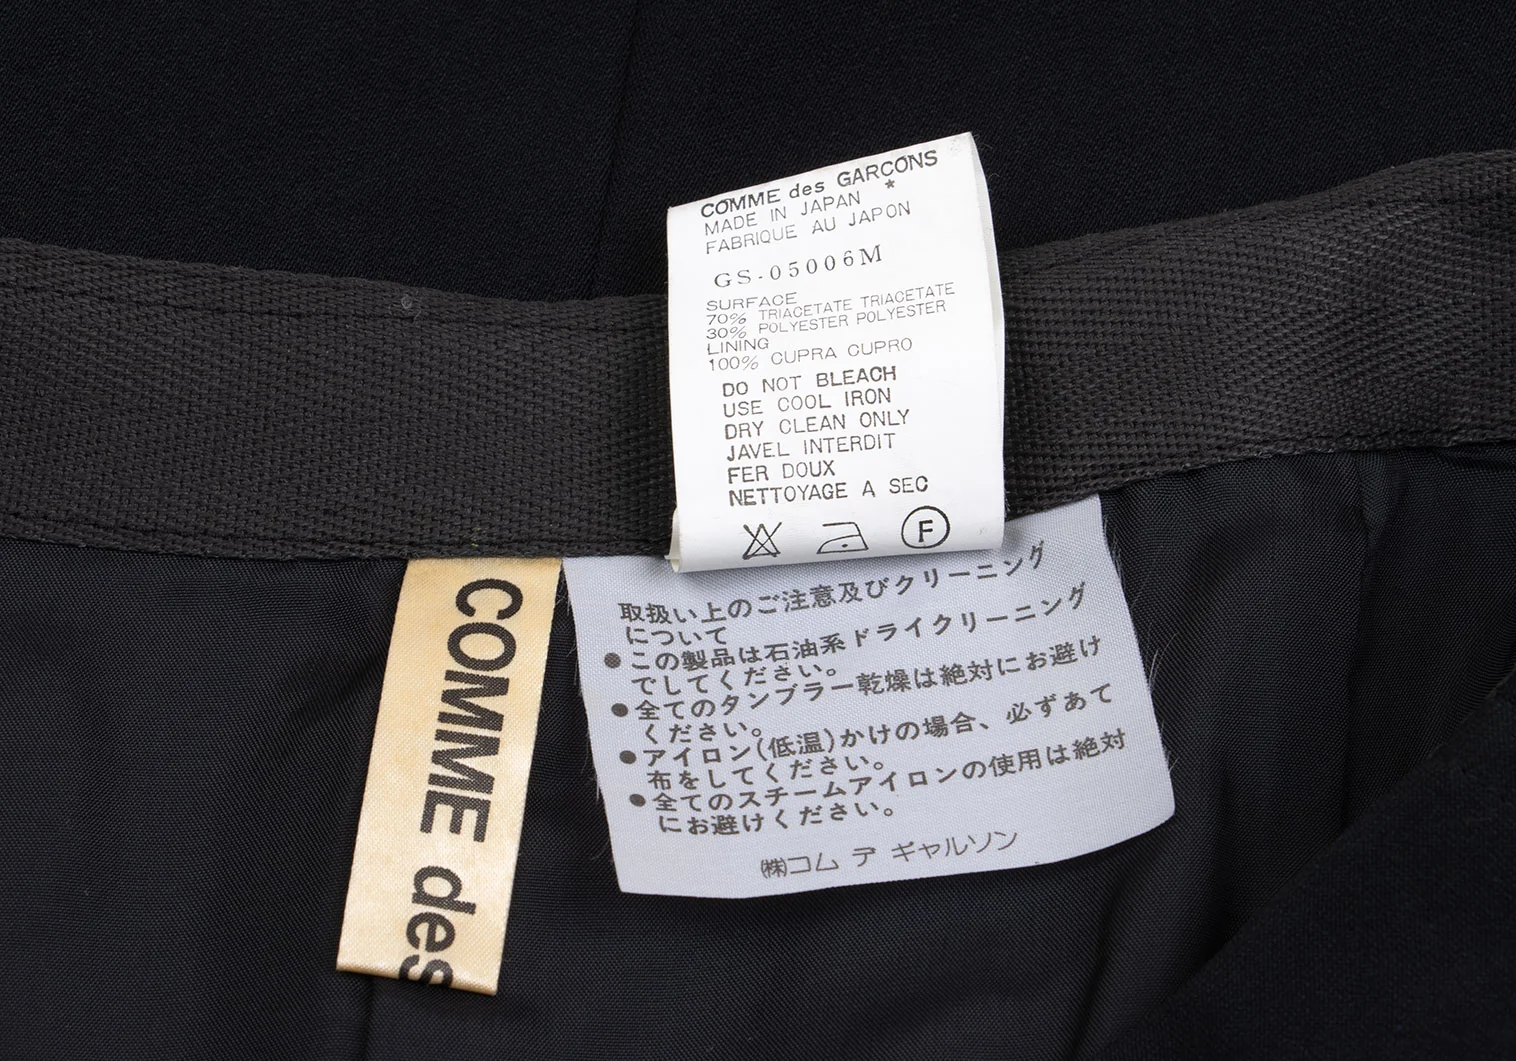 COMME des GARÇONS
*
MADE IN JAPAN
FABRIQUE AU JAPON
GS-05006M
SURFACE
70% TRIACETATE TRIACETATE
30% POLYESTER POLYESTER
LINING
100% CUPRA CUPRO
DO NOT BLEACH
USE COOL IRON
DRY CLEAN ONLY
JAVEL INTERDIT
FER DOUX
NETTOYAGE A SEC
F
取扱い上のご注意及びクリーニング
について
●この製品は石油系ドライクリーニング
でしてください。
●全てのタンブラー乾燥は絶対にお避け
ください。
●アイロン(低温)かけの場合、必ずあて
布をしてください。
●全てのスチームアイロンの使用は絶対
にお避けください。
㈱コム デ ギャルソン
COMME des